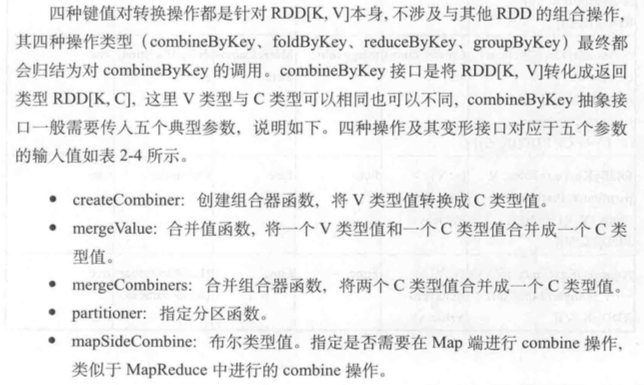 四种键值对转换操作都是针对 RDD[K, V]本身,不涉及与其他 RDD 的组合操作,
其四种操作类型（combineByKey、foldByKey、reduceByKey、groupByKey）最终都
会归结为对 combineByKey 的调用。combineByKey 接口是将 RDD[K, V]转化成返回
类型 RDD[K, C]，这里 V 类型与 C 类型可以相同也可以不同，combineByKey 抽象接
口一般需要传入五个典型参数，说明如下。四种操作及其变形接口对应于五个参数
的输入值如表 2-4 所示。
• createCombiner：创建组合器函数，将 V 类型值转换成 C 类型值。
• mergeValue：合并值函数，将一个 V 类型值和一个 C 类型值合并成一个 C 类
型值。
• mergeCombiners：合并组合器函数，将两个 C 类型值合并成一个 C 类型值。
• partitioner：指定分区函数。
• mapSideCombine：布尔类型值。指定是否需要在 Map 端进行 combine 操作，
类似于 MapReduce 中进行的 combine 操作。